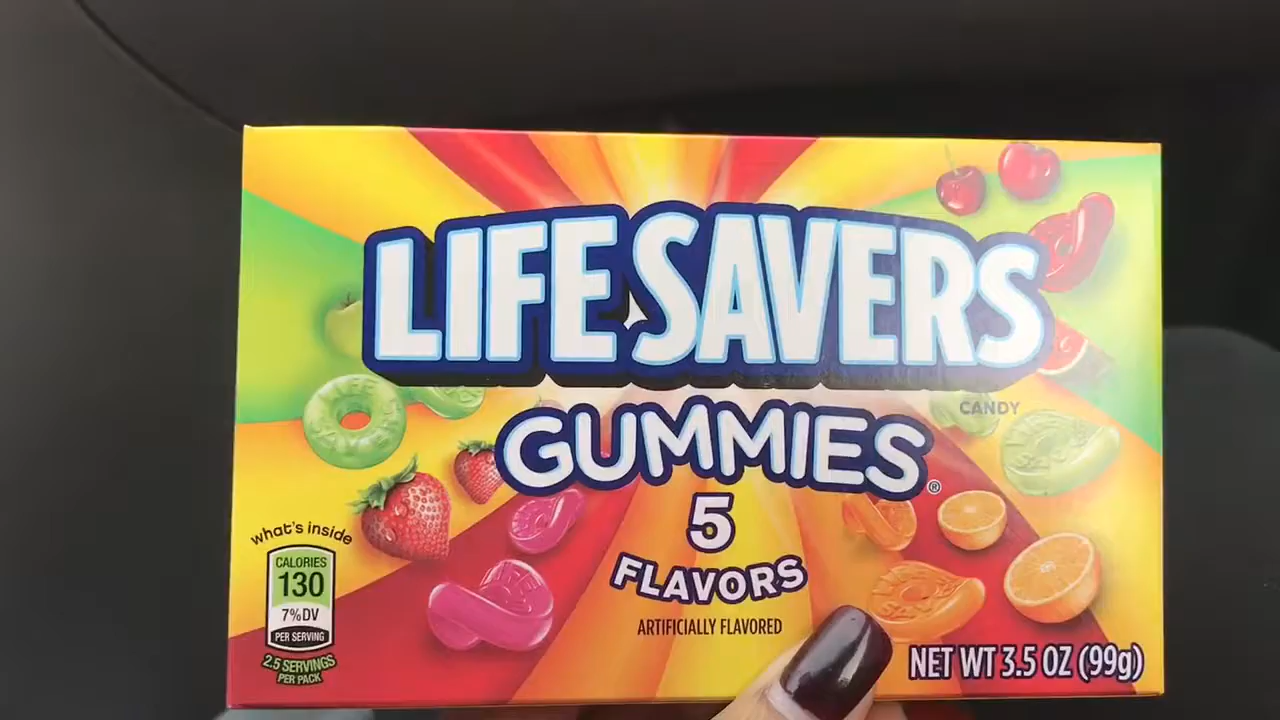 LIFE SAVERS
CANDY
GUMMIES®
5
FLAVORS
ARTIFICIALLY FLAVORED
what's inside
CALORIES
130
7%DV
PER SERVING
2.5 SERVINGS
PER PACK
NET WT 3.5 OZ (99g)
LIFE